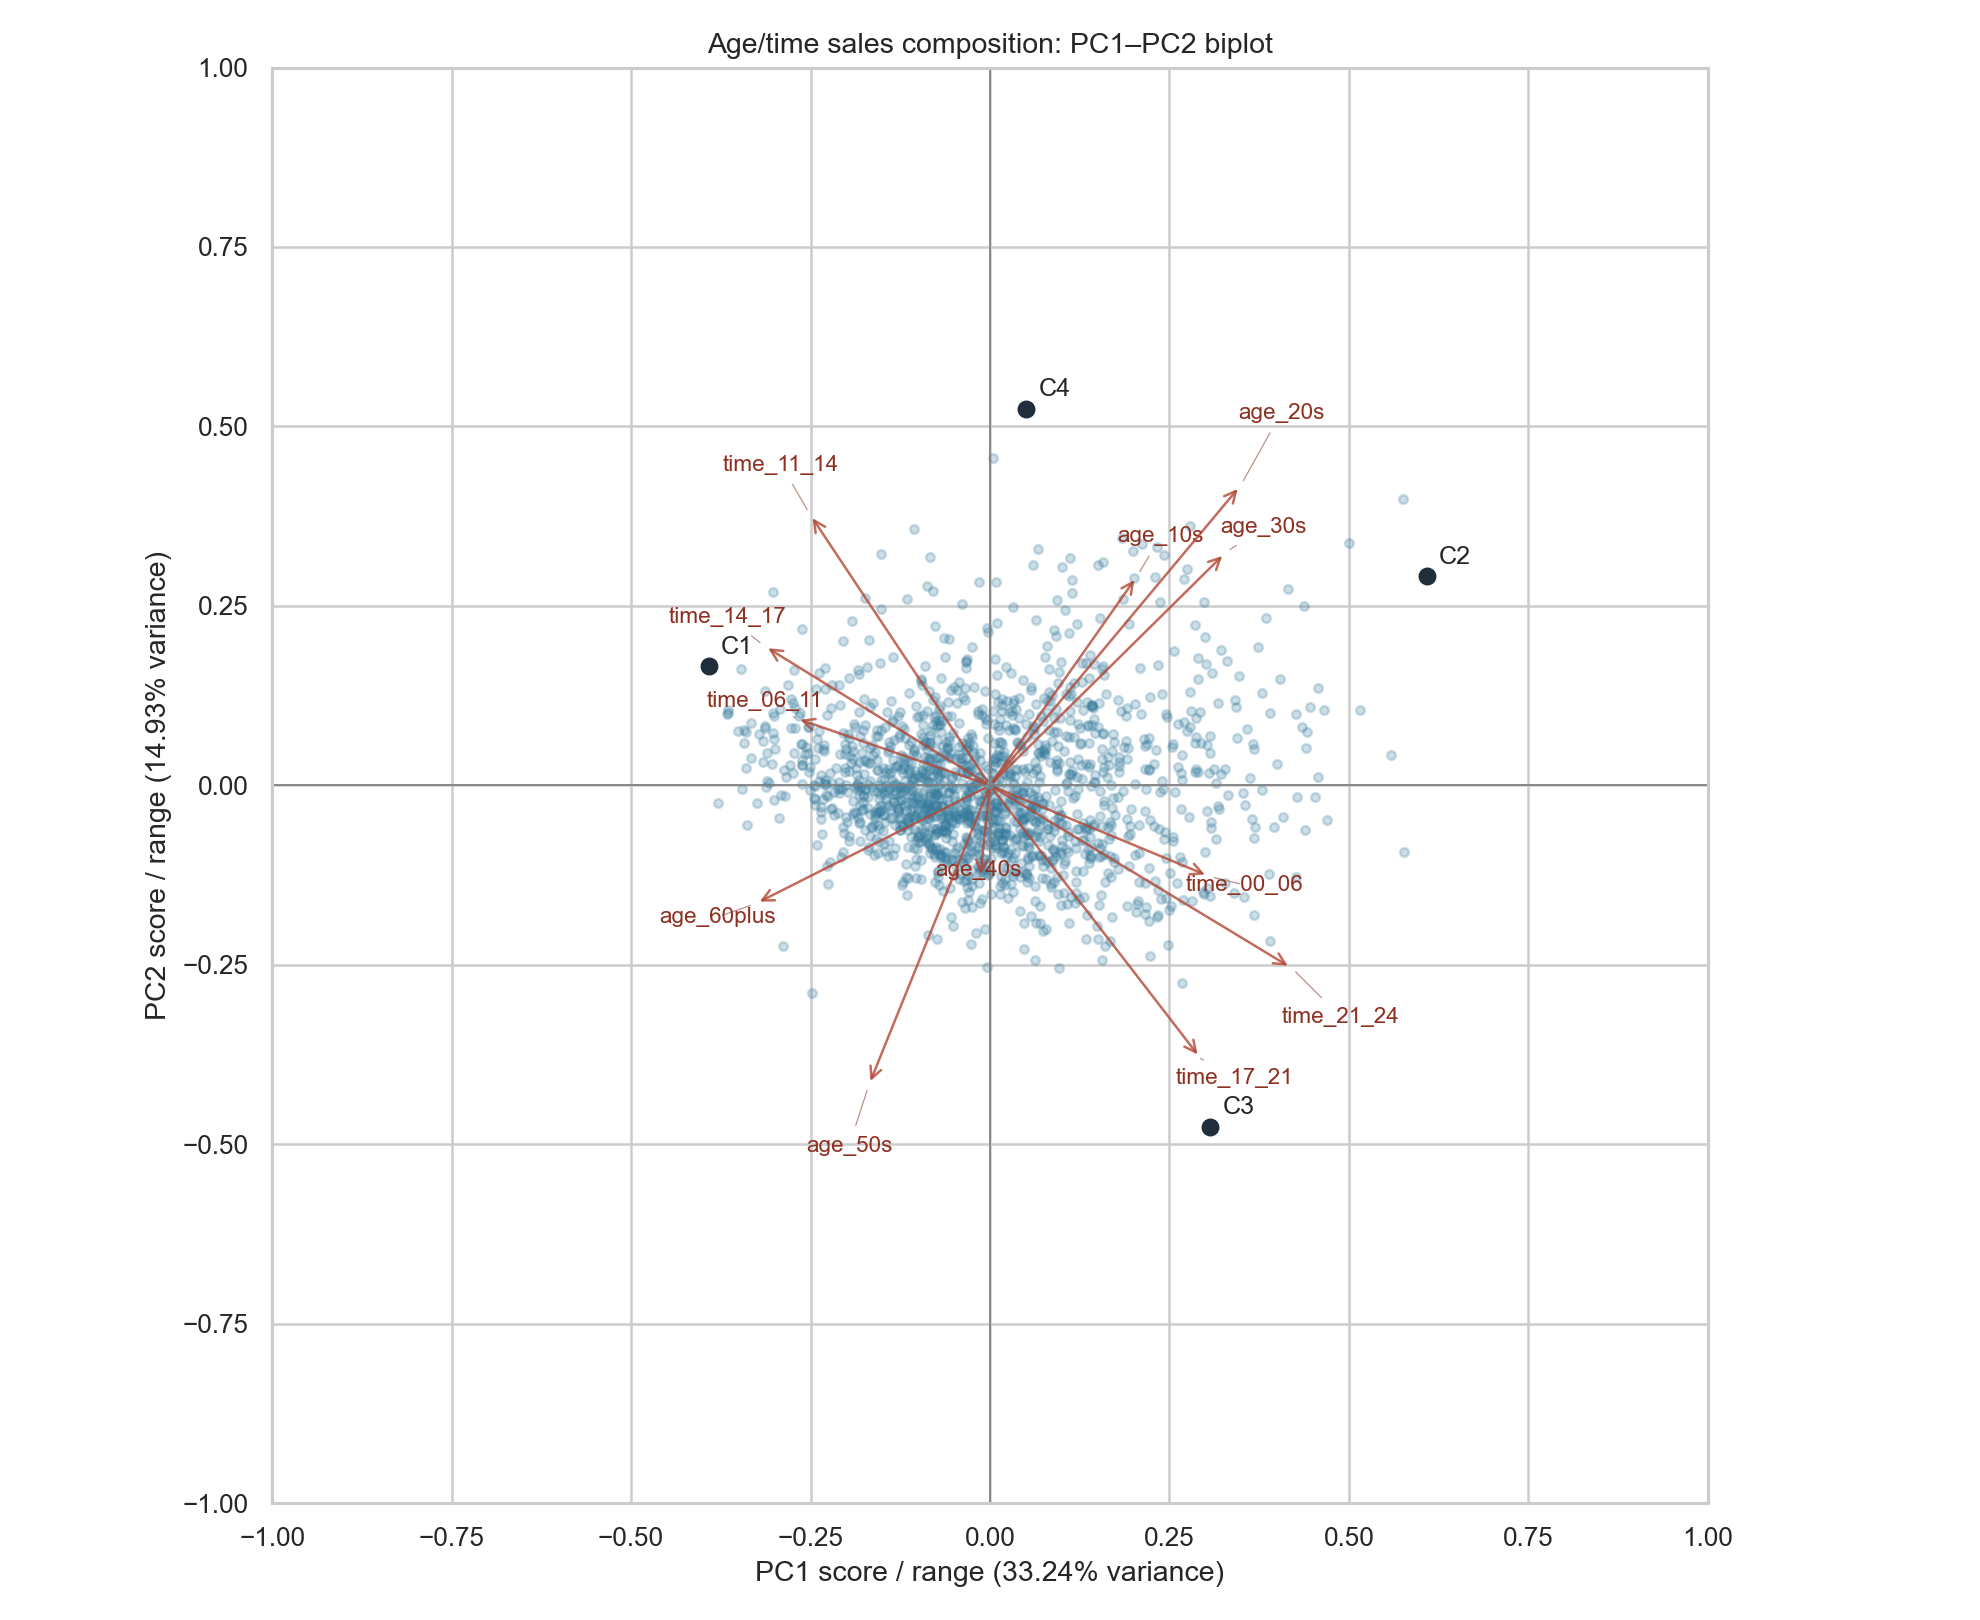 Age/time sales composition: PC1–PC2 biplot
1.00
0.75
0.50
0.25
0.00
−0.25
−0.50
−0.75
−1.00
PC2 score / range (14.93% variance)
C4
age_20s
time_11_14
age_10s
age_30s
C2
time_14_17
C1
time_06_11
age_40s
time_00_06
age_60plus
time_21_24
time_17_21
C3
age_50s
−1.00
−0.75
−0.50
−0.25
0.00
0.25
0.50
0.75
1.00
PC1 score / range (33.24% variance)